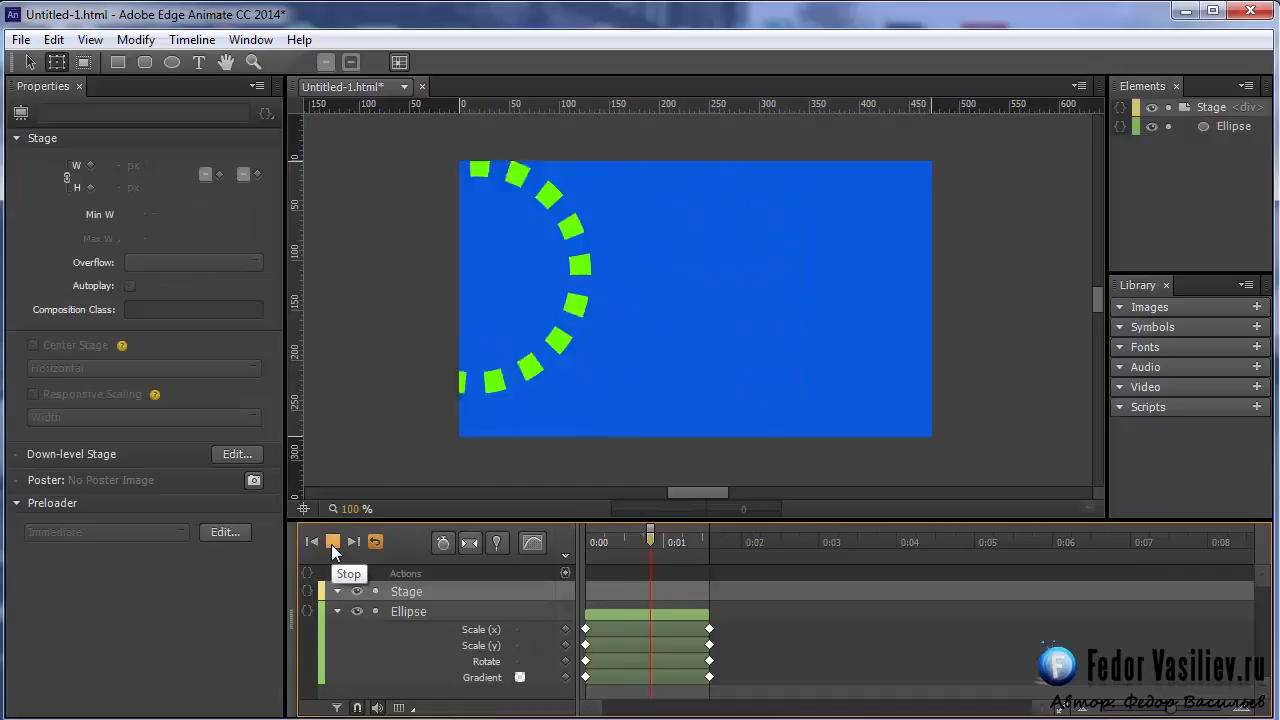 Untitled-1.html - Adobe Edge Animate CC 2014*
File Edit View Modify Timeline Window Help
Properties
Untitled-1.html*
Elements
150 100 50 0 50 100 150 200 250 300 350 400 450 500 550 600
Stage <div>
Ellipse
Stage
W px
H px
Min W
Max W
Overflow:
Autoplay:
Composition Class:
Center Stage
Horizontal
Responsive Scaling
Width
Down-level Stage Edit...
Poster: No Poster Image
Preloader
Immediate Edit...
0
50
100
150
200
250
300
Library
Images
Symbols
Fonts
Audio
Video
Scripts
100 %
0
0:00 0:01 0:02 0:03 0:04 0:05 0:06 0:07 0:08
Stop
Actions
Stage
Ellipse
Scale (x)
Scale (y)
Rotate
Gradient
Fedor Vasiliev.ru
Автор: Федор Васильев